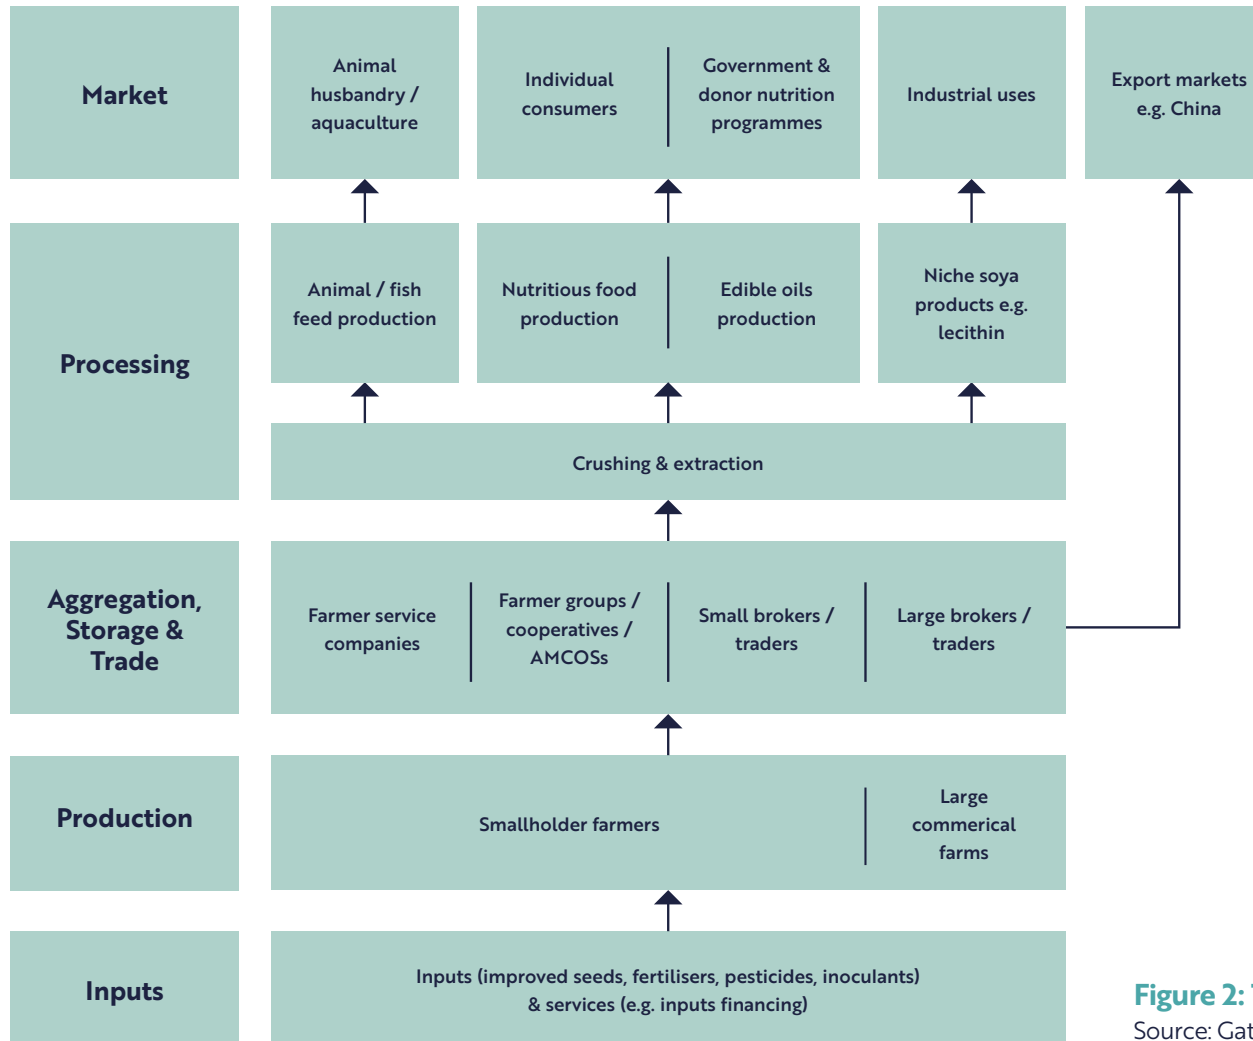 Market
Animal
husbandry /
aquaculture
Individual
consumers
Government &
donor nutrition
programmes
Industrial uses
Export markets
e.g. China
Processing
Animal / fish
feed production
Nutritious food
production
Edible oils
production
Niche soya
products e.g.
lecithin
Crushing & extraction
Aggregation,
Storage &
Trade
Farmer service
companies
Farmer groups /
cooperatives /
AMCOSs
Small brokers /
traders
Large brokers /
traders
Production
Smallholder farmers
Large
commerical
farms
Inputs
Inputs (improved seeds, fertilisers, pesticides, inoculants)
& services (e.g. inputs financing)
Figure 2:
Source: